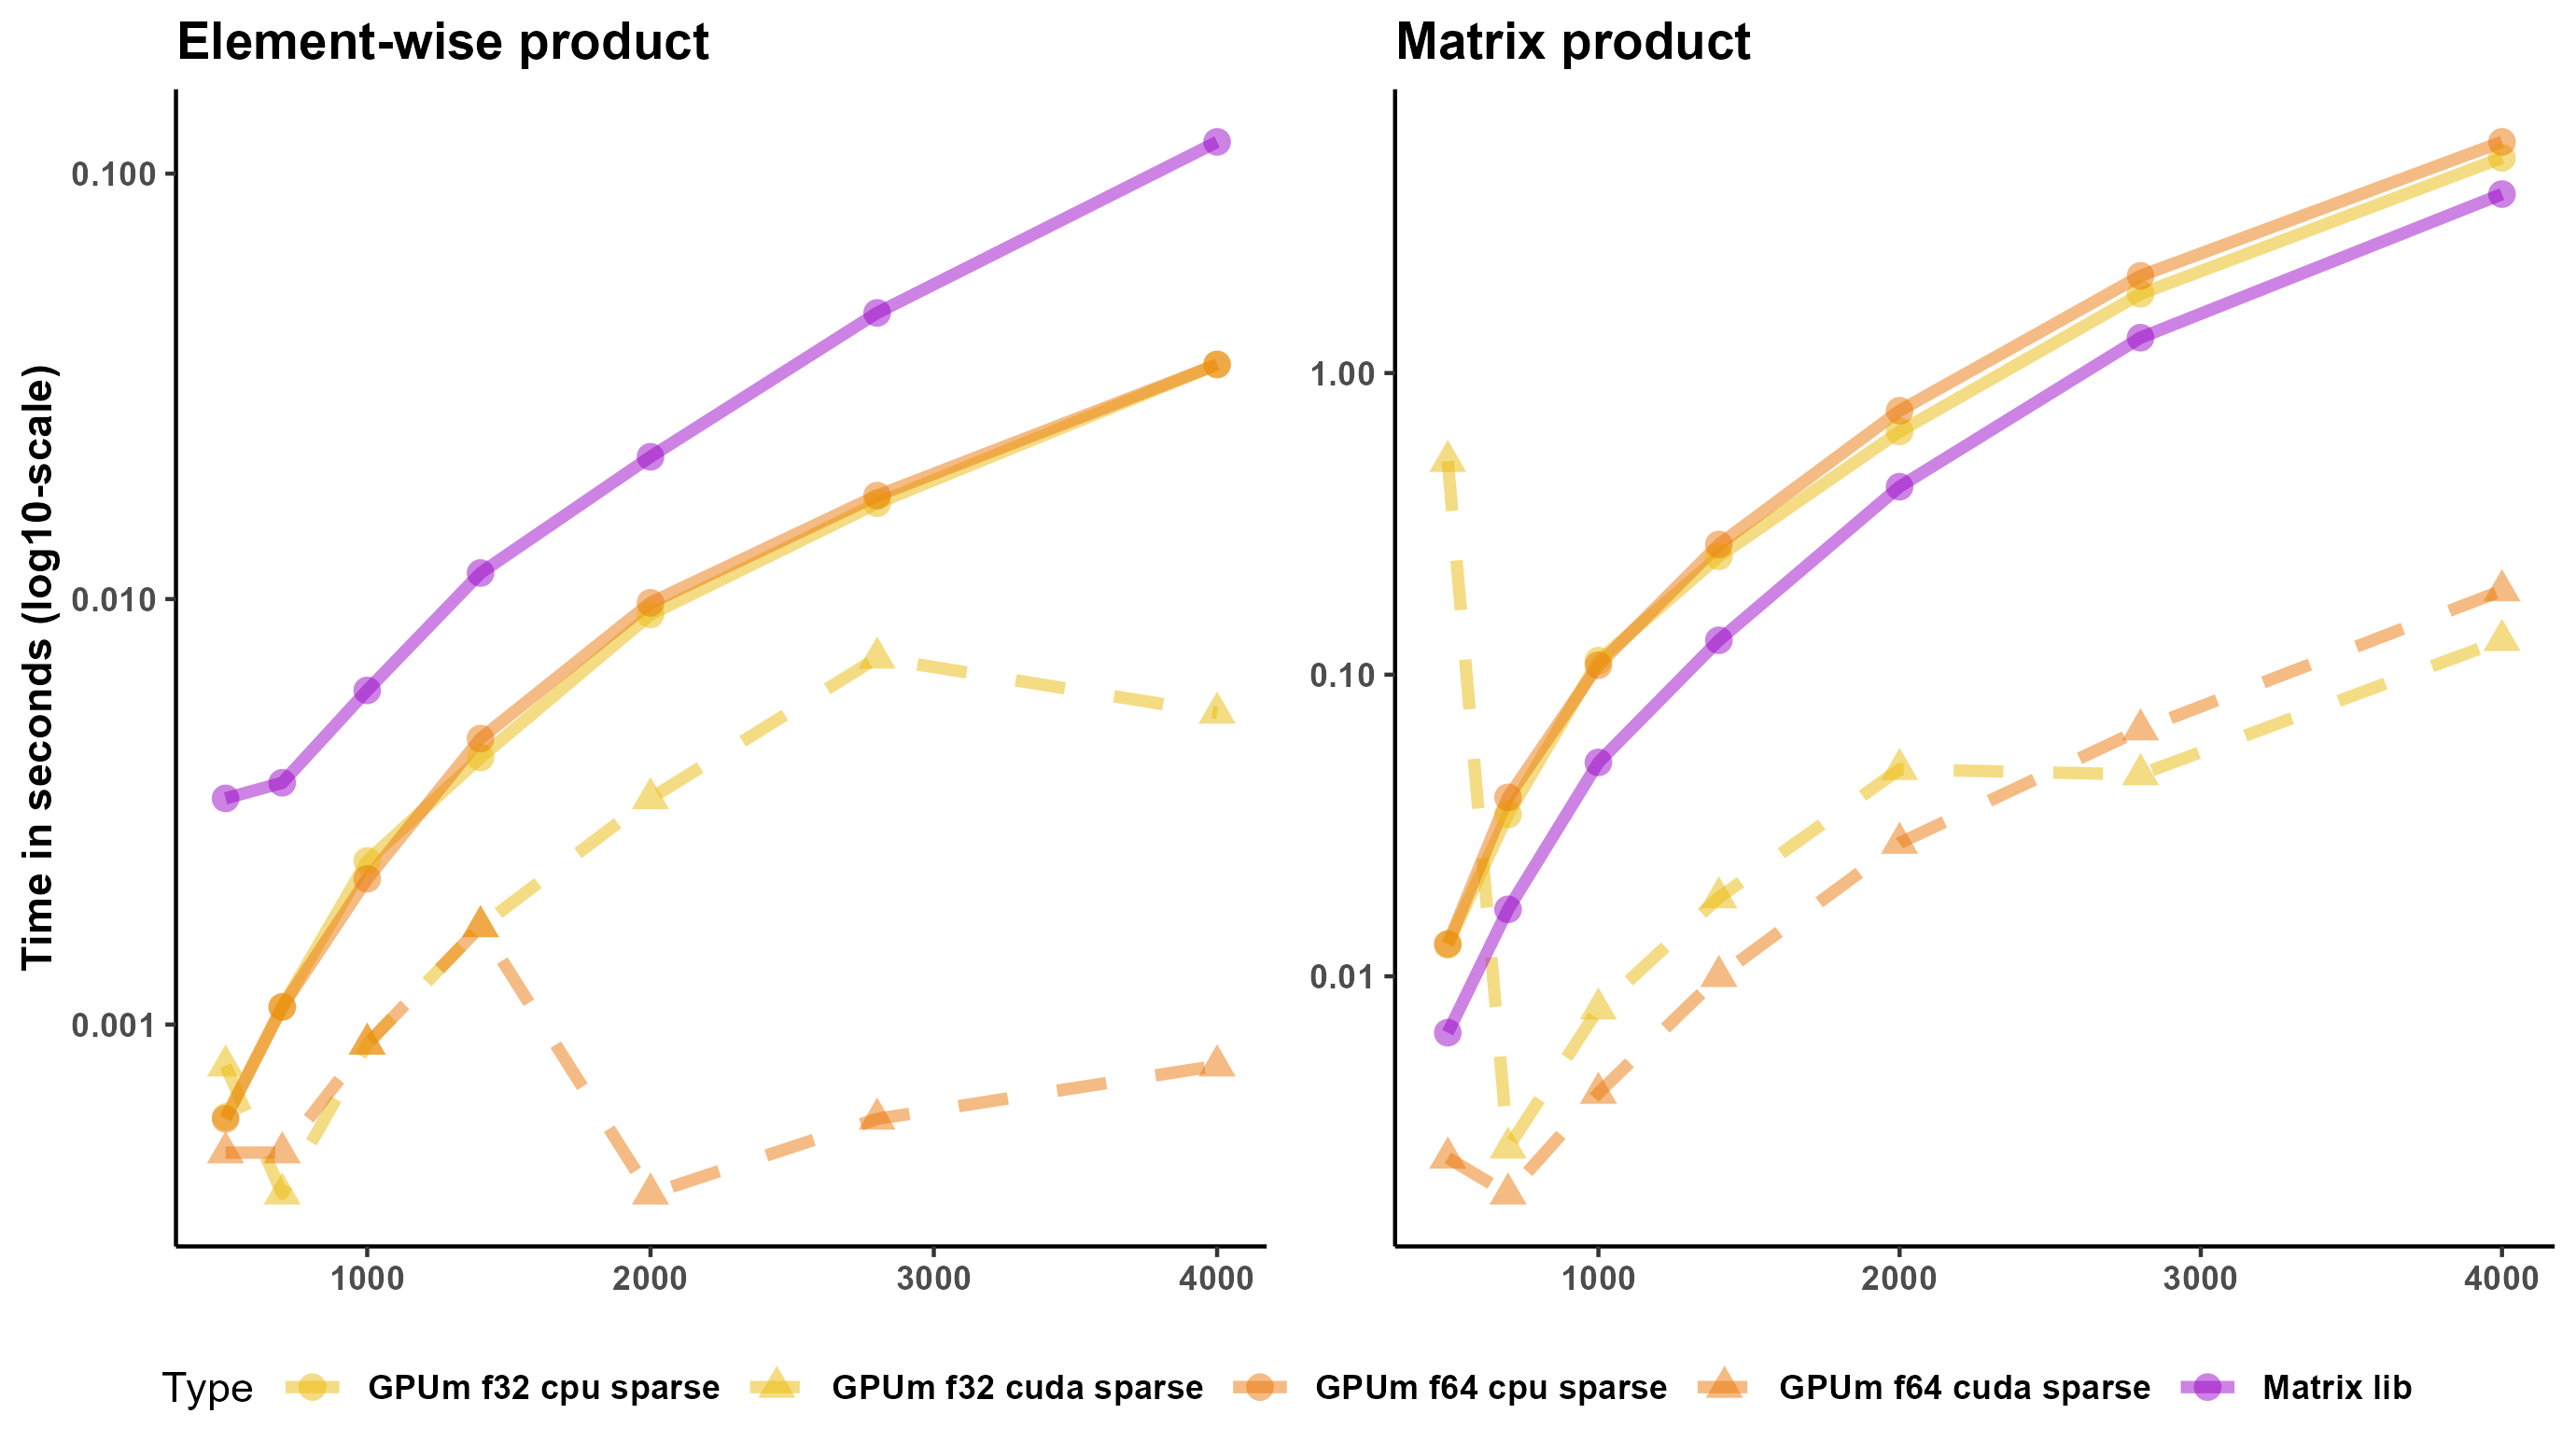 Element-wise product
Matrix product
Time in seconds (log10-scale)
0.100
0.010
0.001
1000 2000 3000 4000
1.00
0.10
0.01
1000 2000 3000 4000
Type GPUm f32 cpu sparse GPUm f32 cuda sparse GPUm f64 cpu sparse GPUm f64 cuda sparse Matrix lib